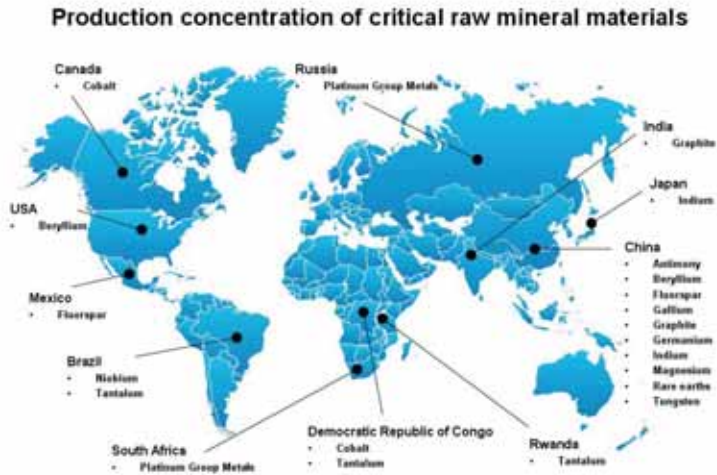 Production concentration of critical raw mineral materials
Canada
• Cobalt
Russia
• Platinum Group Metals
India
• Graphite
Japan
• Indium
USA
• Beryllium
China
• Antimony
• Beryllium
• Fluorspar
• Gallium
• Graphite
• Germanium
• Indium
• Magnesium
• Rare earths
• Tungsten
Mexico
• Fluorspar
Brazil
• Niobium
• Tantalum
South Africa
• Platinum Group Metals
Democratic Republic of Congo
• Cobalt
• Tantalum
Rwanda
• Tantalum